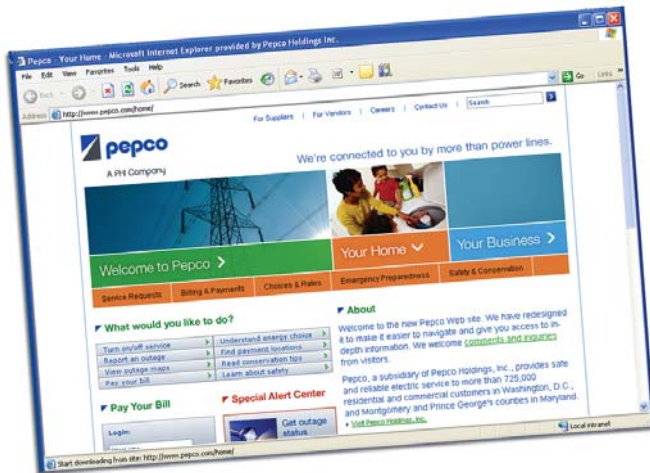 Pepco - Your Home - Microsoft Internet Explorer provided by Pepco Holdings Inc.
File Edit View Favorites Tools Help
Back Search Favorites
Address http://www.pepco.com/home/ Go Links »
For Suppliers | For Vendors | Careers | Contact Us | Search
pepco
A PHI Company
We're connected to you by more than power lines.
Welcome to Pepco >
Your Home
Your Business >
Service Requests Billing & Payments Choices & Rates Emergency Preparedness Safety & Conservation
What would you like to do?
Turn on/off service
Report an outage
View outage maps
Pay your bill
Understand energy choice
Find payment locations
Read conservation tips
Learn about safety
Pay Your Bill
Login:
Special Alert Center
Get outage
status
About
Welcome to the new Pepco Web site. We have redesigned
it to make it easier to navigate and give you access to in-
depth information. We welcome comments and inquiries
from visitors.
Pepco, a subsidiary of Pepco Holdings, Inc., provides safe
and reliable electric service to more than 725,000
residential and commercial customers in Washington, D.C.,
and Montgomery and Prince George's counties in Maryland.
Visit Pepco Holdings, Inc.
Start downloading from site: http://www.pepco.com/home/
Local intranet